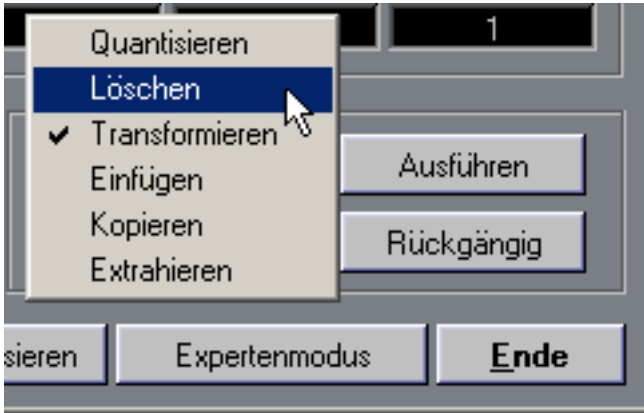 1
Quantisieren
Löschen
Transformieren
Einfügen
Kopieren
Extrahieren
Ausführen
Rückgängig
sieren
Expertenmodus
Ende